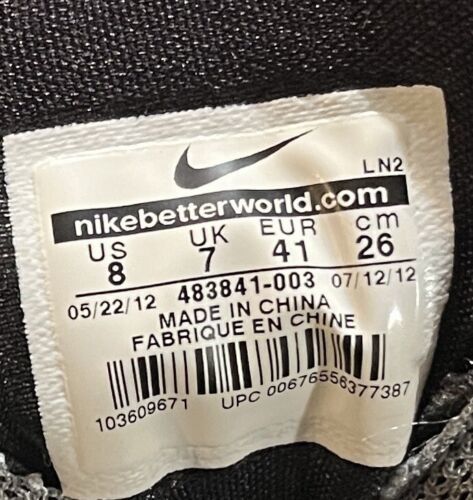 LN2
nikebetterworld.com
US UK EUR cm
8 7 41 26
05/22/12 483841-003 07/12/12
MADE IN CHINA
FABRIQUE EN CHINE
103609671 UPC 00676556377387